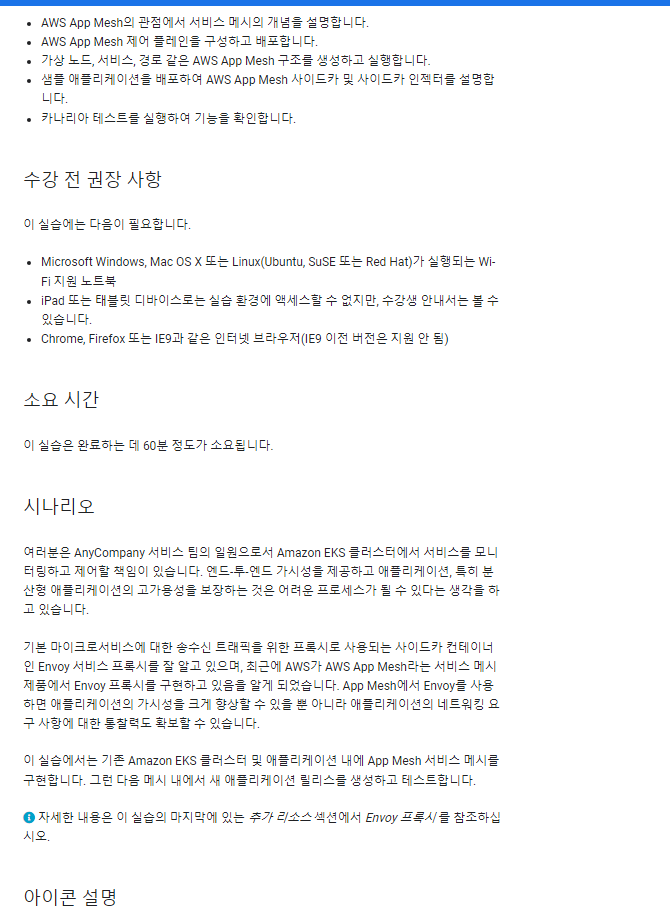 • AWS App Mesh의 관점에서 서비스 메시의 개념을 설명합니다.
• AWS App Mesh 제어 플레인을 구성하고 배포합니다.
• 가상 노드, 서비스, 경로 같은 AWS App Mesh 구조를 생성하고 실행합니다.
• 샘플 애플리케이션을 배포하여 AWS App Mesh 사이드카 및 사이드카 인젝터를 설명합
니다.
• 카나리아 테스트를 실행하여 기능을 확인합니다.
수강 전 권장 사항
이 실습에는 다음이 필요합니다.
• Microsoft Windows, Mac OS X 또는 Linux(Ubuntu, SuSE 또는 Red Hat)가 실행되는 Wi-
Fi 지원 노트북
• iPad 또는 태블릿 디바이스로는 실습 환경에 액세스할 수 없지만, 수강생 안내서는 볼 수
있습니다.
• Chrome, Firefox 또는 IE9과 같은 인터넷 브라우저(IE9 이전 버전은 지원 안 됨)
소요 시간
이 실습은 완료하는 데 60분 정도가 소요됩니다.
시나리오
여러분은 AnyCompany 서비스 팀의 일원으로서 Amazon EKS 클러스터에서 서비스를 모니
터링하고 제어할 책임이 있습니다. 엔드-투-엔드 가시성을 제공하고 애플리케이션, 특히 분
산형 애플리케이션의 고가용성을 보장하는 것은 어려운 프로세스가 될 수 있다는 생각을 하
고 있습니다.
기본 마이크로서비스에 대한 송수신 트래픽을 위한 프록시로 사용되는 사이드카 컨테이너
인 Envoy 서비스 프록시를 잘 알고 있으며, 최근에 AWS가 AWS App Mesh라는 서비스 메시
제품에서 Envoy 프록시를 구현하고 있음을 알게 되었습니다. App Mesh에서 Envoy를 사용
하면 애플리케이션의 가시성을 크게 향상할 수 있을 뿐 아니라 애플리케이션의 네트워킹 요
구 사항에 대한 통찰력도 확보할 수 있습니다.
이 실습에서는 기존 Amazon EKS 클러스터 및 애플리케이션 내에 App Mesh 서비스 메시를
구현합니다. 그런 다음 메시 내에서 새 애플리케이션 릴리스를 생성하고 테스트합니다.
자세한 내용은 이 실습의 마지막에 있는 추가 리소스 섹션에서 Envoy 프록시를 참조하십
시오.
아이콘 설명